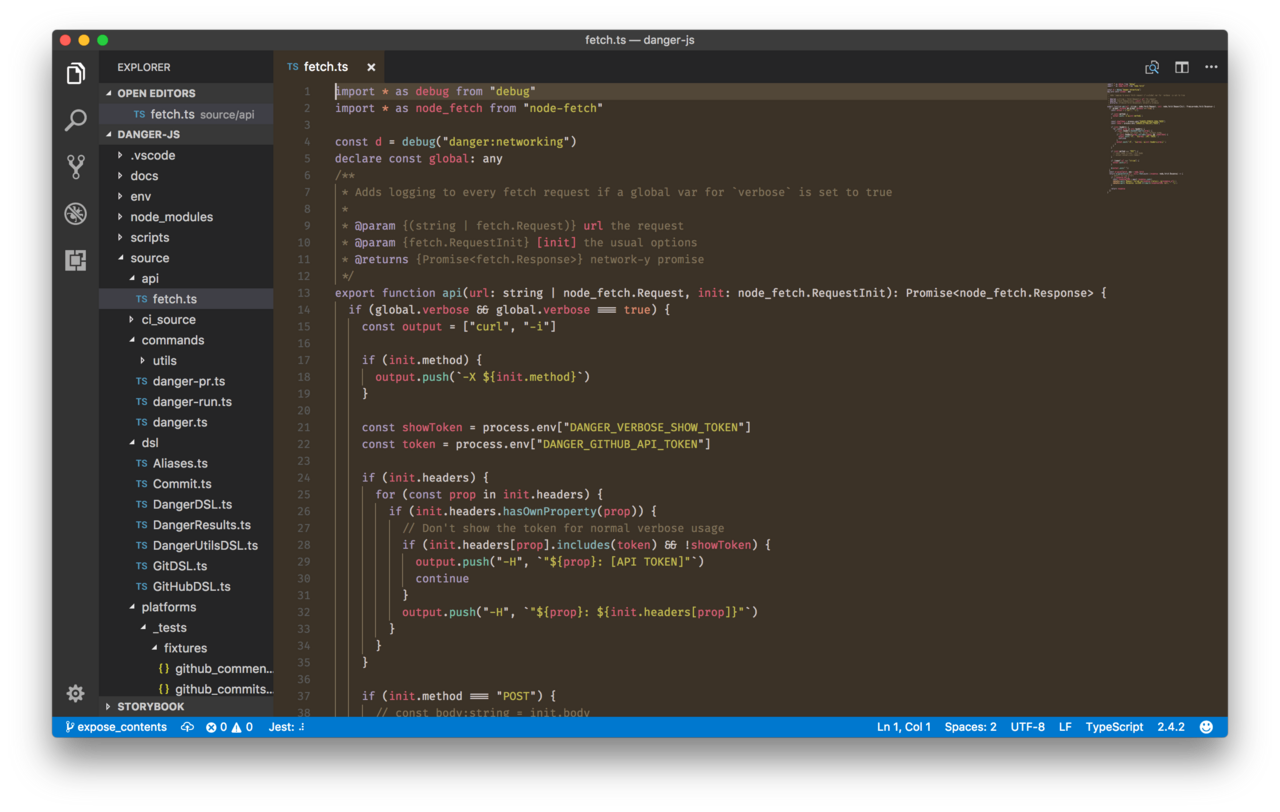 fetch.ts — danger-js
EXPLORER
OPEN EDITORS
TS fetch.ts source/api
DANGER-JS
.vscode
docs
env
node_modules
scripts
source
api
TS fetch.ts
ci_source
commands
utils
TS danger-pr.ts
TS danger-run.ts
TS danger.ts
dsl
TS Aliases.ts
TS Commit.ts
TS DangerDSL.ts
TS DangerResults.ts
TS DangerUtilsDSL.ts
TS GitDSL.ts
TS GitHubDSL.ts
platforms
_tests
fixtures
{} github_commen...
{} github_commits...
STORYBOOK
TS fetch.ts ×
1 import * as debug from "debug"
2 import * as node_fetch from "node-fetch"
3
4 const d = debug("danger:networking")
5 declare const global: any
6 /**
7 * Adds logging to every fetch request if a global var for `verbose` is set to true
8 *
9 * @param {(string | fetch.Request)} url the request
10 * @param {fetch.RequestInit} [init] the usual options
11 * @returns {Promise<fetch.Response>} network-y promise
12 */
13 export function api(url: string | node_fetch.Request, init: node_fetch.RequestInit): Promise<node_fetch.Response> {
14 if (global.verbose && global.verbose === true) {
15 const output = ["curl", "-i"]
16
17 if (init.method) {
18 output.push(`-X ${init.method}`)
19 }
20
21 const showToken = process.env["DANGER_VERBOSE_SHOW_TOKEN"]
22 const token = process.env["DANGER_GITHUB_API_TOKEN"]
23
24 if (init.headers) {
25 for (const prop in init.headers) {
26 if (init.headers.hasOwnProperty(prop)) {
27 // Don't show the token for normal verbose usage
28 if (init.headers[prop].includes(token) && !showToken) {
29 output.push("-H", `"${prop}: [API TOKEN]"`)
30 continue
31 }
32 output.push("-H", `"${prop}: ${init.headers[prop]}"`)
33 }
34 }
35 }
36
37 if (init.method === "POST") {
38 // const body:string = init.body
expose_contents
0 0
Jest:
Ln 1, Col 1
Spaces: 2
UTF-8
LF
TypeScript
2.4.2